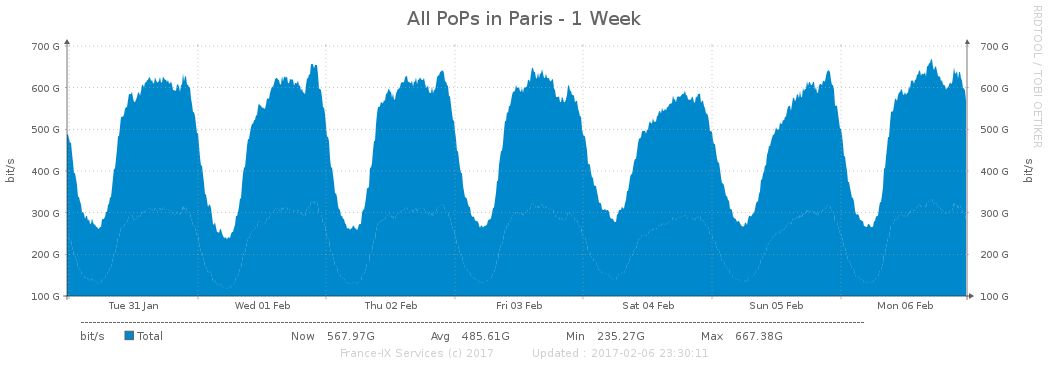 All PoPs in Paris - 1 Week
RRDTOOL / TOBI OETIKER
bit/s
700 G
600 G
500 G
400 G
300 G
200 G
100 G
700 G
600 G
500 G
400 G
300 G
200 G
100 G
bit/s
Tue 31 Jan Wed 01 Feb Thu 02 Feb Fri 03 Feb Sat 04 Feb Sun 05 Feb Mon 06 Feb
bit/s Total Now 567.97G Avg 485.61G Min 235.27G Max 667.38G
France-IX Services (c) 2017 Updated : 2017-02-06 23:30:11